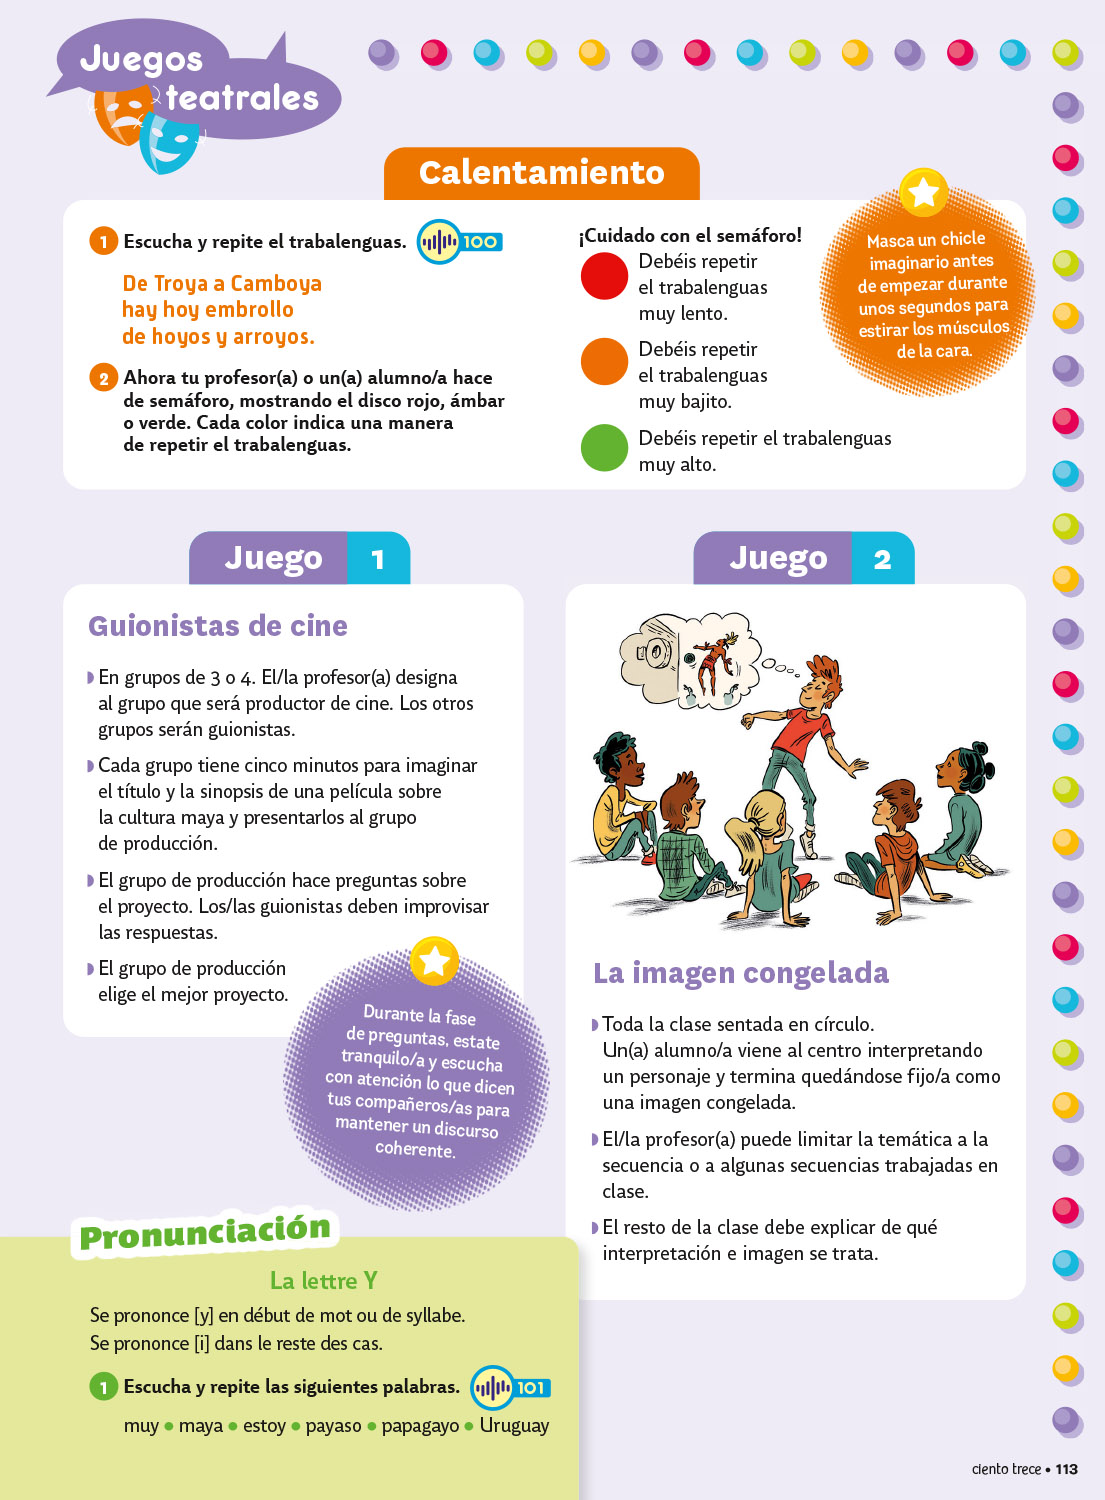 Juegos
teatrales
Calentamiento
1 Escucha y repite el trabalenguas. 100
De Troya a Camboya
hay hoy embrollo
de hoyos y arroyos.
2 Ahora tu profesor(a) o un(a) alumno/a hace
de semáforo, mostrando el disco rojo, ámbar
o verde. Cada color indica una manera
de repetir el trabalenguas.
¡Cuidado con el semáforo!
Debéis repetir
el trabalenguas
muy lento.
Debéis repetir
el trabalenguas
muy bajito.
Debéis repetir el trabalenguas
muy alto.
Masca un chicle
imaginario antes
de empezar durante
unos segundos para
estirar los músculos
de la cara.
Juego 1
Guionistas de cine
En grupos de 3 o 4. El/la profesor(a) designa
al grupo que será productor de cine. Los otros
grupos serán guionistas.
Cada grupo tiene cinco minutos para imaginar
el título y la sinopsis de una película sobre
la cultura maya y presentarlos al grupo
de producción.
El grupo de producción hace preguntas sobre
el proyecto. Los/las guionistas deben improvisar
las respuestas.
El grupo de producción
elige el mejor proyecto.
Durante la fase
de preguntas, estate
tranquilo/a y escucha
con atención lo que dicen
tus compañeros/as para
mantener un discurso
coherente.
Juego 2
La imagen congelada
Toda la clase sentada en círculo.
Un(a) alumno/a viene al centro interpretando
un personaje y termina quedándose fijo/a como
una imagen congelada.
El/la profesor(a) puede limitar la temática a la
secuencia o a algunas secuencias trabajadas en
clase.
El resto de la clase debe explicar de qué
interpretación e imagen se trata.
Pronunciación
La lettre Y
Se prononce [y] en début de mot ou de syllabe.
Se prononce [i] dans le reste des cas.
1 Escucha y repite las siguientes palabras. 101
muy • maya • estoy • payaso • papagayo • Uruguay
ciento trece • 113